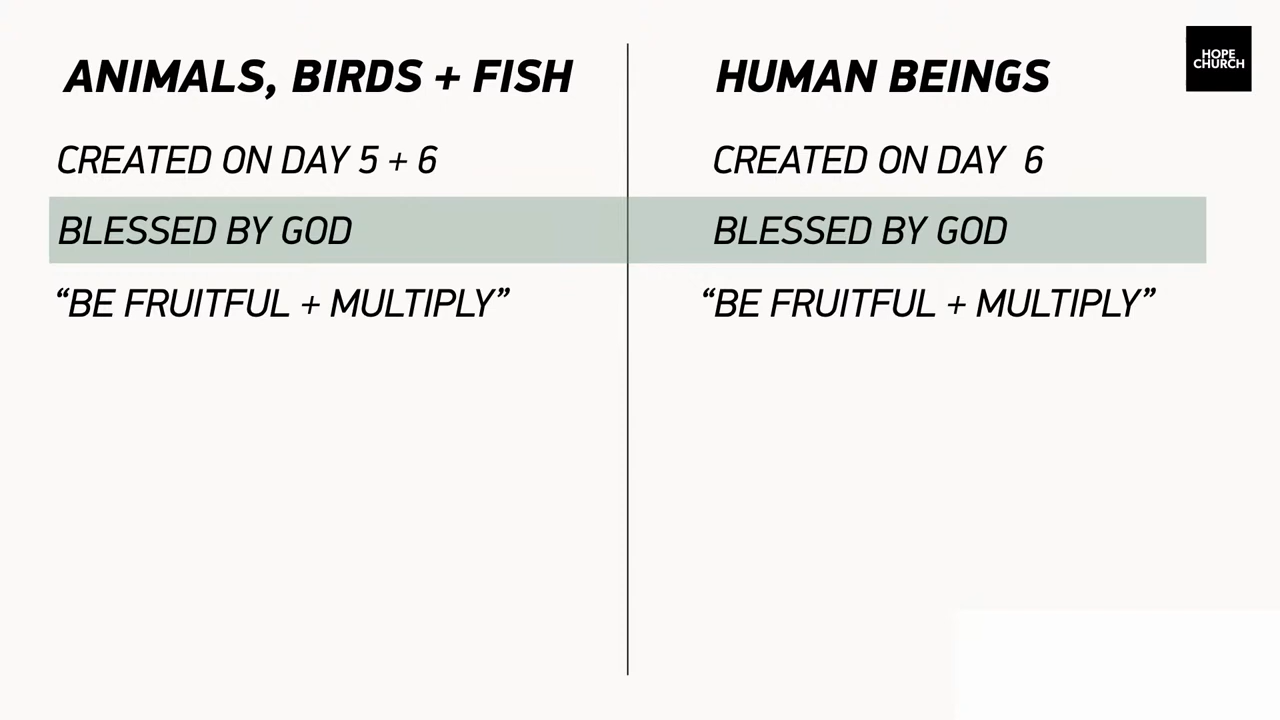 ANIMALS, BIRDS + FISH
CREATED ON DAY 5 + 6
BLESSED BY GOD
“BE FRUITFUL + MULTIPLY”
HUMAN BEINGS
CREATED ON DAY 6
BLESSED BY GOD
“BE FRUITFUL + MULTIPLY”
HOPE
CHURCH